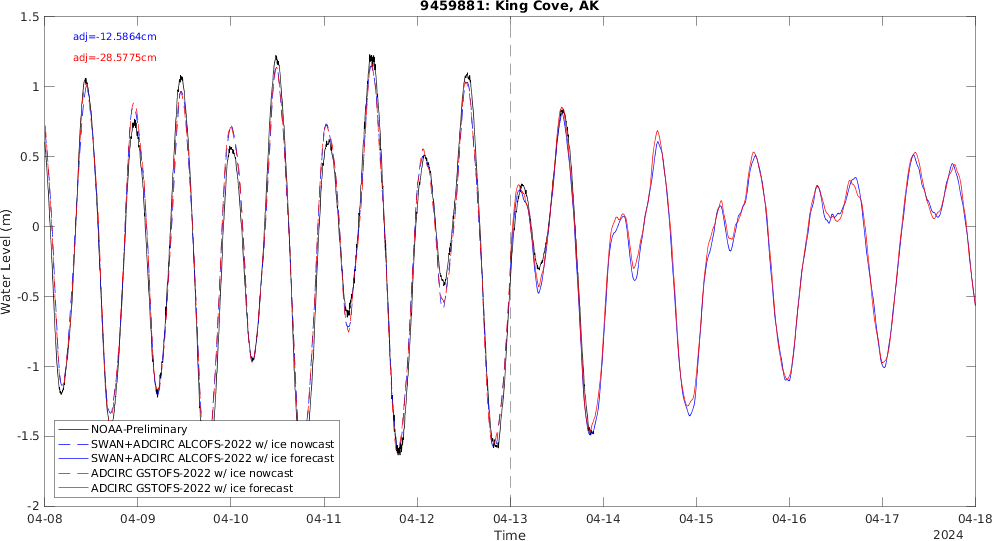 9459881: King Cove, AK
adj=-12.5864cm
adj=-28.5775cm
Water Level (m)
1.5
1
0.5
0
-0.5
-1
-1.5
-2
NOAA-Preliminary
SWAN+ADCIRC ALCOFS-2022 w/ ice nowcast
SWAN+ADCIRC ALCOFS-2022 w/ ice forecast
ADCIRC GSTOFS-2022 w/ ice nowcast
ADCIRC GSTOFS-2022 w/ ice forecast
04-08 04-09 04-10 04-11 04-12 04-13 04-14 04-15 04-16 04-17 04-18
Time
2024